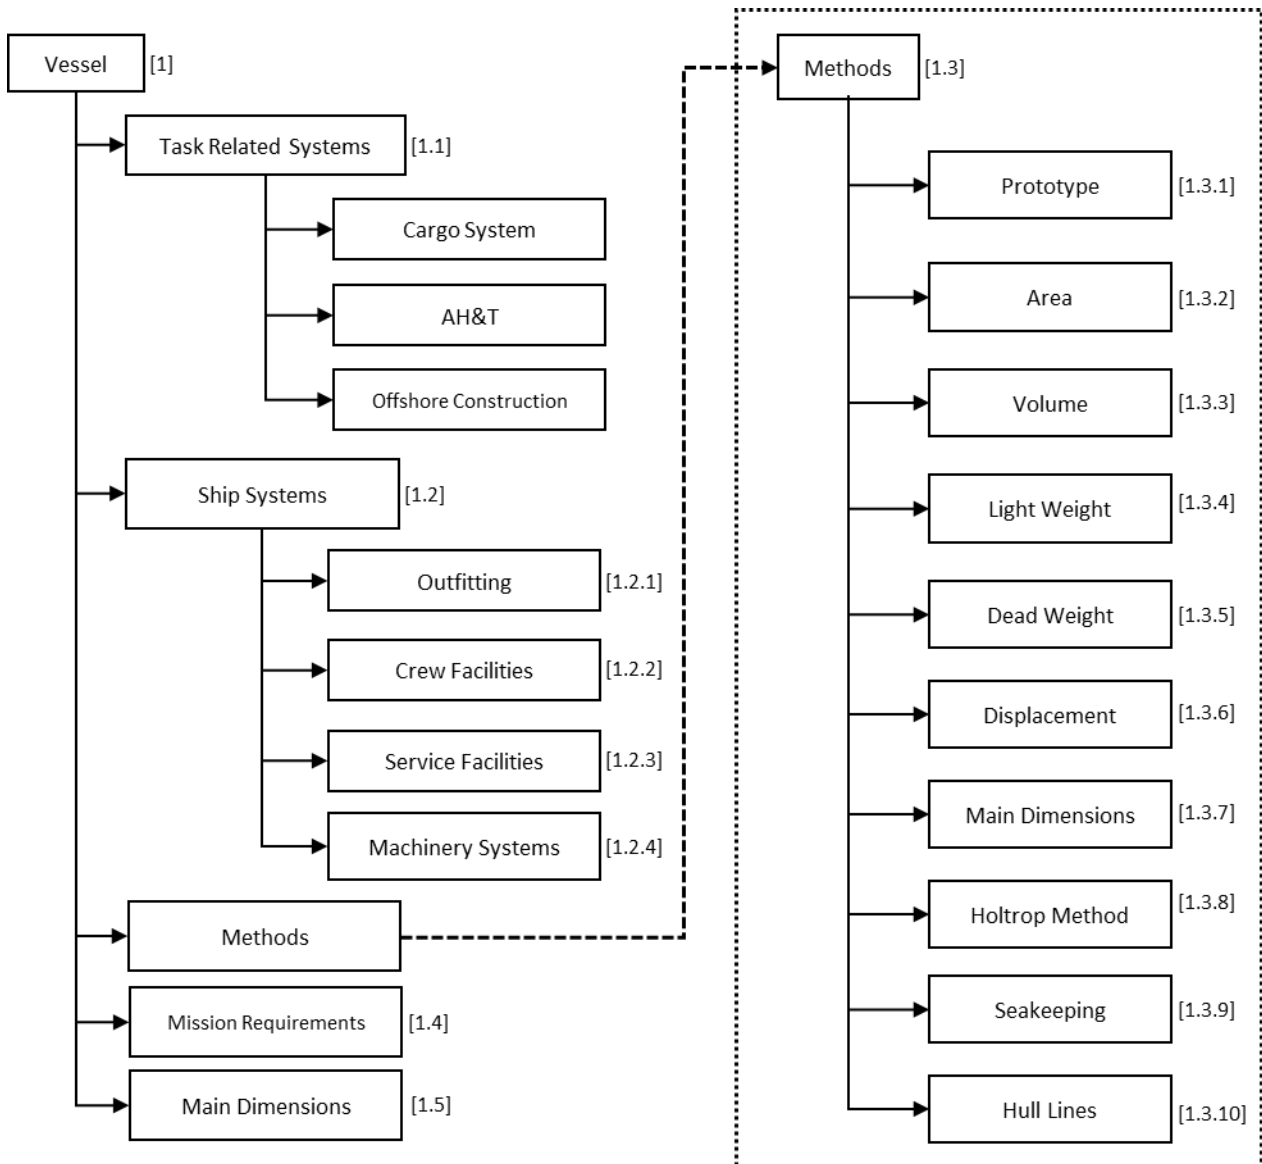 Vessel [1]
Task Related Systems [1.1]
Cargo System
AH&T
Offshore Construction
Ship Systems [1.2]
Outfitting [1.2.1]
Crew Facilities [1.2.2]
Service Facilities [1.2.3]
Machinery Systems [1.2.4]
Methods
Mission Requirements [1.4]
Main Dimensions [1.5]
Methods [1.3]
Prototype [1.3.1]
Area [1.3.2]
Volume [1.3.3]
Light Weight [1.3.4]
Dead Weight [1.3.5]
Displacement [1.3.6]
Main Dimensions [1.3.7]
Holtrop Method [1.3.8]
Seakeeping [1.3.9]
Hull Lines [1.3.10]